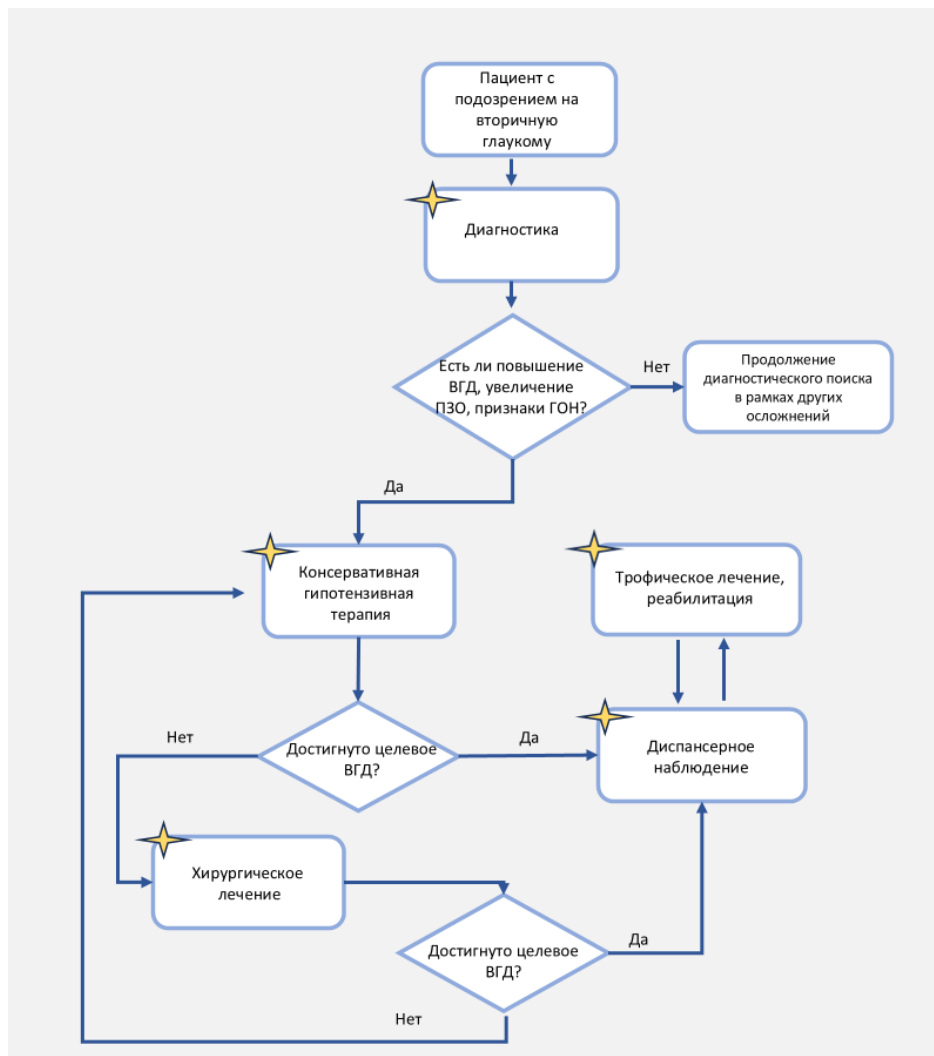 Пациент с
подозрением на
вторичную
глаукому
Диагностика
Есть ли повышение
ВГД, увеличение
ПЗО, признаки ГОН?
Нет
Продолжение
диагностического поиска
в рамках других
осложнений
Да
Консервативная
гипотензивная
терапия
Трофическое лечение,
реабилитация
Нет
Достигнуто целевое
ВГД?
Да
Диспансерное
наблюдение
Хирургическое
лечение
Достигнуто целевое
ВГД?
Да
Нет